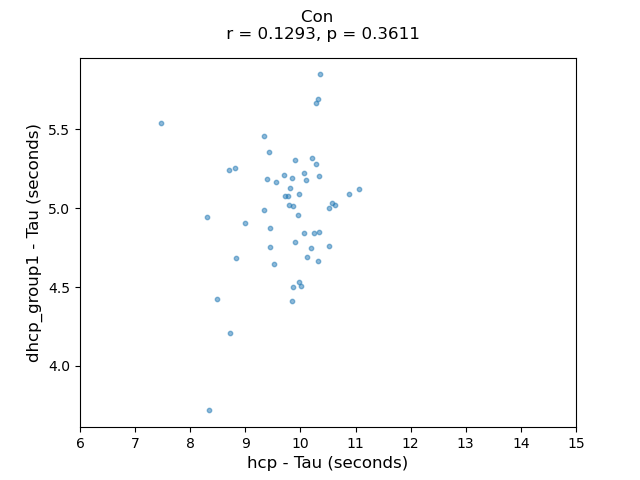 Con
r = 0.1293, p = 0.3611
dhcp_group1 - Tau (seconds)
5.5
5.0
4.5
4.0
6 7 8 9 10 11 12 13 14 15
hcp - Tau (seconds)